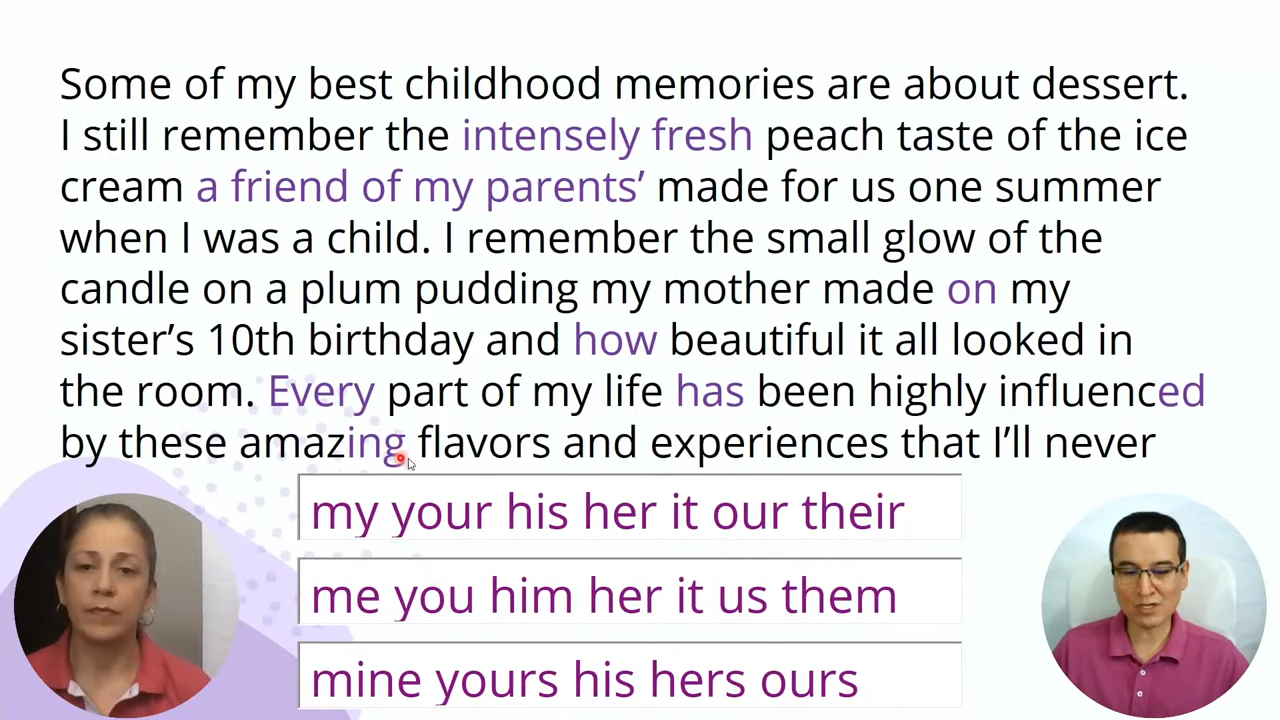 Some of my best childhood memories are about dessert.
I still remember the intensely fresh peach taste of the ice
cream a friend of my parents’ made for us one summer
when I was a child. I remember the small glow of the
candle on a plum pudding my mother made on my
sister’s 10th birthday and how beautiful it all looked in
the room. Every part of my life has been highly influenced
by these amazing flavors and experiences that I’ll never
my your his her it our their
me you him her it us them
mine yours his hers ours